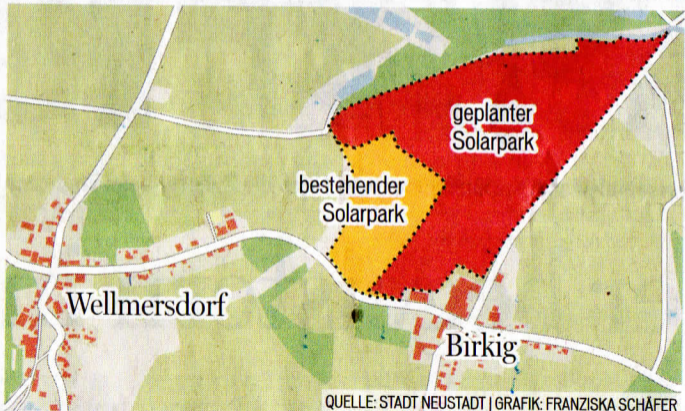 geplanter
Solarpark
bestehender
Solarpark
Wellmersdorf
Birkig
QUELLE: STADT NEUSTADT | GRAFIK: FRANZISKA SCHÄFER